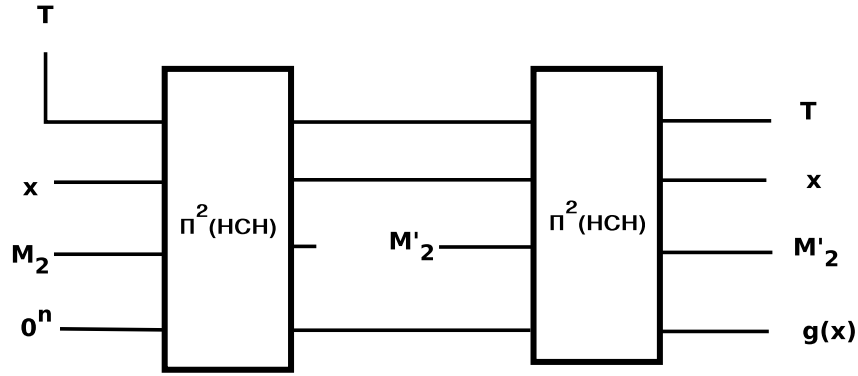 T
x
M₂
0ⁿ
Π²(HCH)
M'₂
Π²(HCH)
T
x
M'₂
g(x)